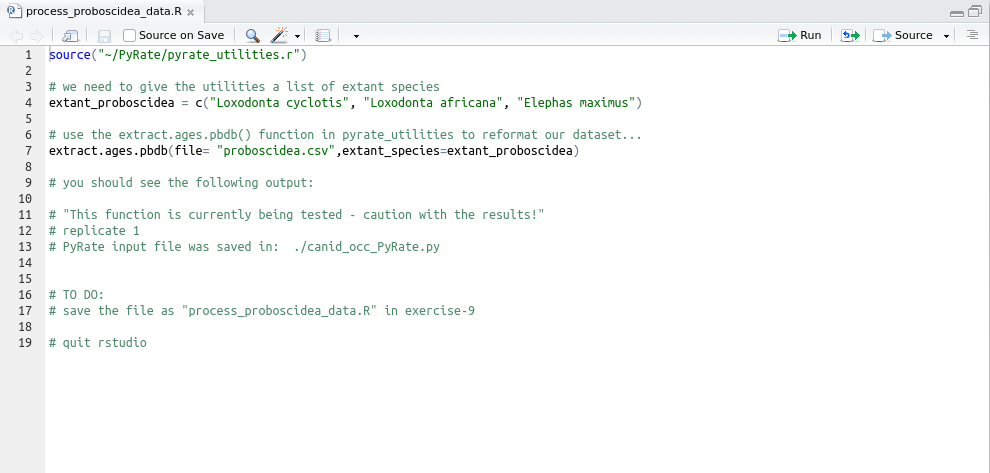 process_proboscidea_data.R
Source on Save
Run
Source
1 source("~/PyRate/pyrate_utilities.r")
2
3 # we need to give the utilities a list of extant species
4 extant_proboscidea = c("Loxodonta cyclotis", "Loxodonta africana", "Elephas maximus")
5
6 # use the extract.ages.pbdb() function in pyrate_utilities to reformat our dataset...
7 extract.ages.pbdb(file= "proboscidea.csv",extant_species=extant_proboscidea)
8
9 # you should see the following output:
10
11 # "This function is currently being tested - caution with the results!"
12 # replicate 1
13 # PyRate input file was saved in:  ./canid_occ_PyRate.py
14
15
16 # TO DO:
17 # save the file as "process_proboscidea_data.R" in exercise-9
18
19 # quit rstudio